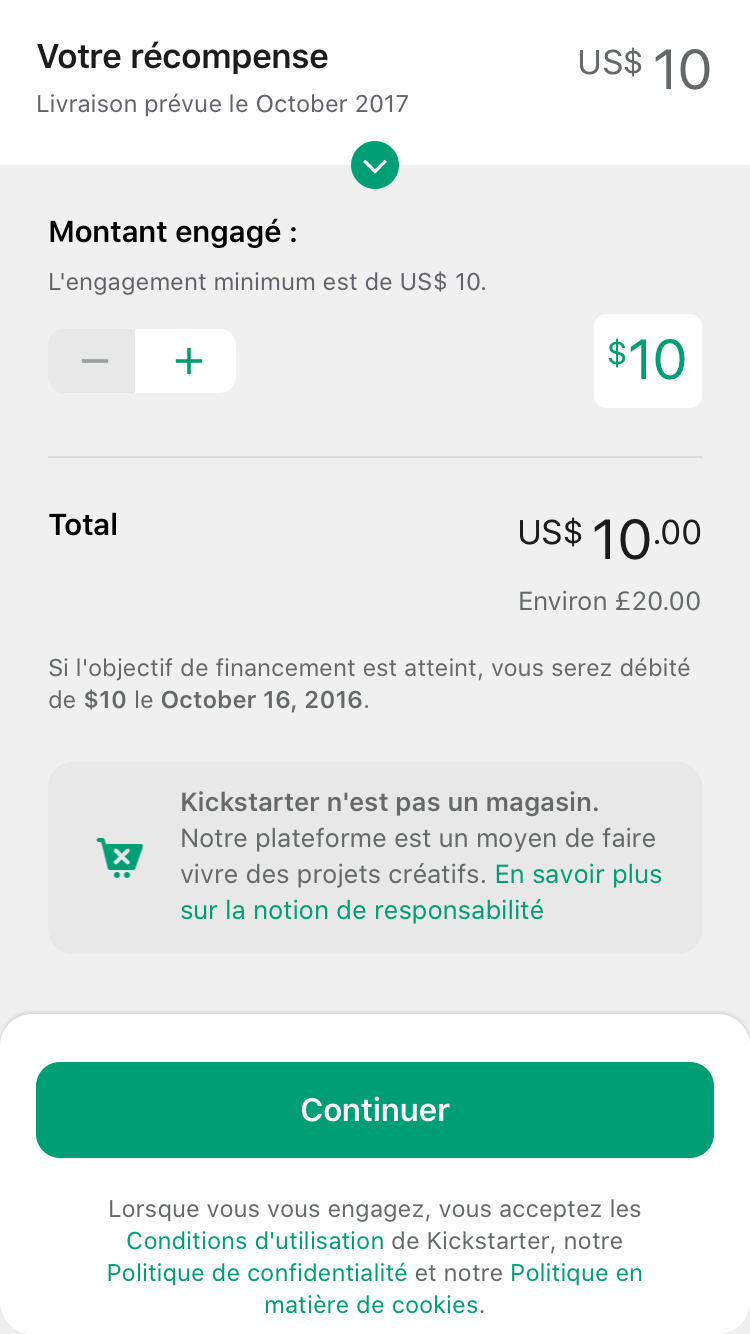 Votre récompense
US$ 10
Livraison prévue le October 2017
Montant engagé :
L'engagement minimum est de US$ 10.
$10
Total
US$ 10.00
Environ £20.00
Si l'objectif de financement est atteint, vous serez débité
de $10 le October 16, 2016.
Kickstarter n'est pas un magasin.
Notre plateforme est un moyen de faire
vivre des projets créatifs. En savoir plus
sur la notion de responsabilité
Continuer
Lorsque vous vous engagez, vous acceptez les
Conditions d'utilisation de Kickstarter, notre
Politique de confidentialité et notre Politique en
matière de cookies.